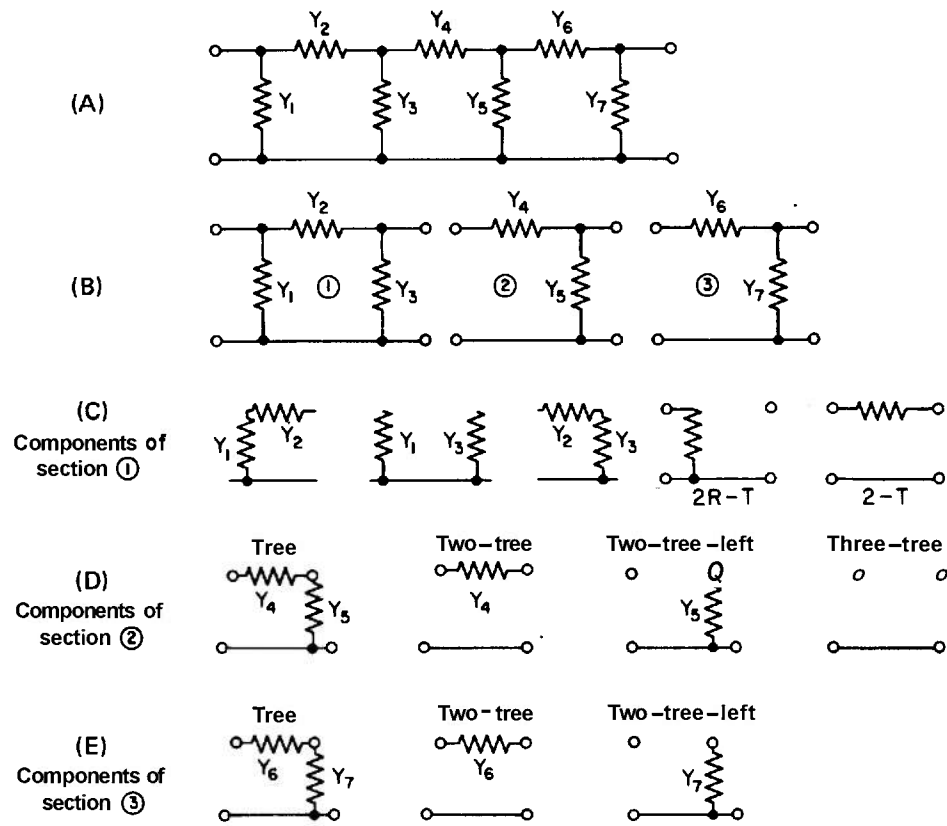 Y2 Y4 Y6
(A) Y1 Y3 Y5 Y7
Y2 Y4 Y6
(B) Y1 ① Y3 ② Y5 ③ Y7
(C)
Components of
section ①
Y1 Y2 Y1 Y3 Y2 Y3
2R-T 2-T
Tree Two-tree Two-tree-left Three-tree
(D)
Components of
section ②
Y4 Y5 Y4 Y5
Tree Two-tree Two-tree-left
(E)
Components of
section ③
Y6 Y7 Y6 Y7